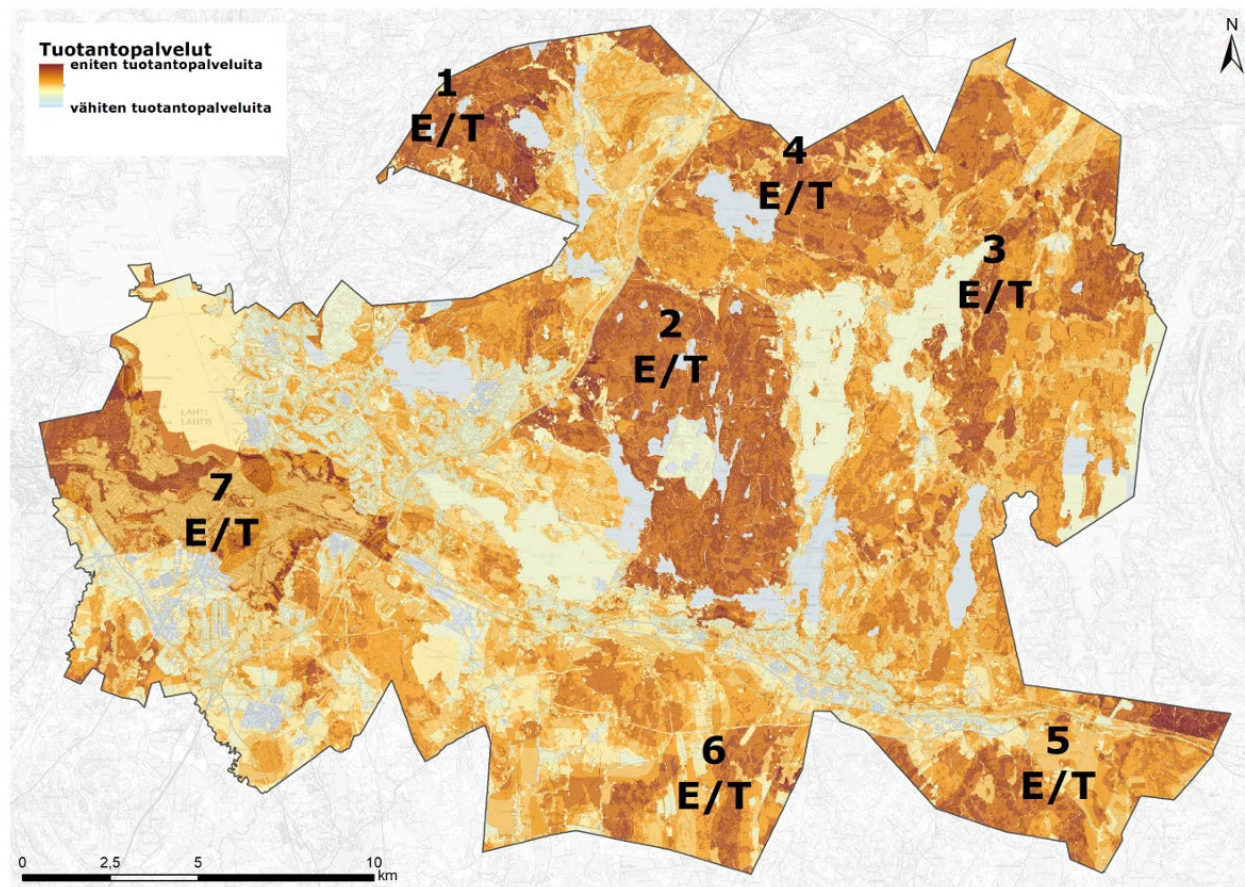 Tuotantopalvelut
eniten tuotantopalveluita
vähiten tuotantopalveluita
N
1
E/T
4
E/T
3
E/T
2
E/T
LAHTI
LAHTIS
7
E/T
5
E/T
6
E/T
0
2,5
5
10
km